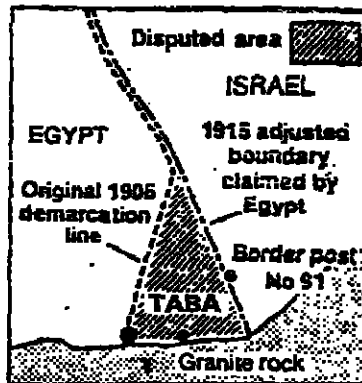 Disputed area
ISRAEL
EGYPT
1915 adjusted
boundary
claimed by
Egypt
Original 1906
demarcation
line
Border post
No 91
TABA
Granite rock